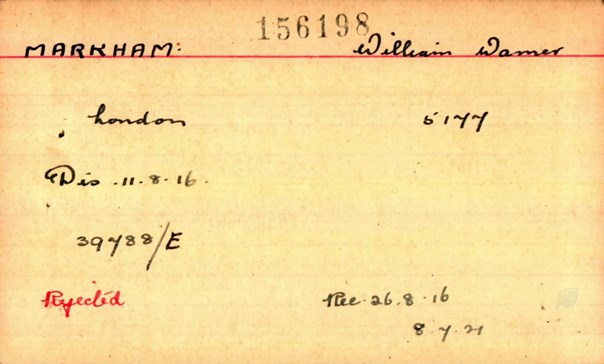 156198
MARKHAM: William Warner
London 5177
Dis. 11.8.16.
39788/E
Rejected Rec. 26.8.16
8.7.21